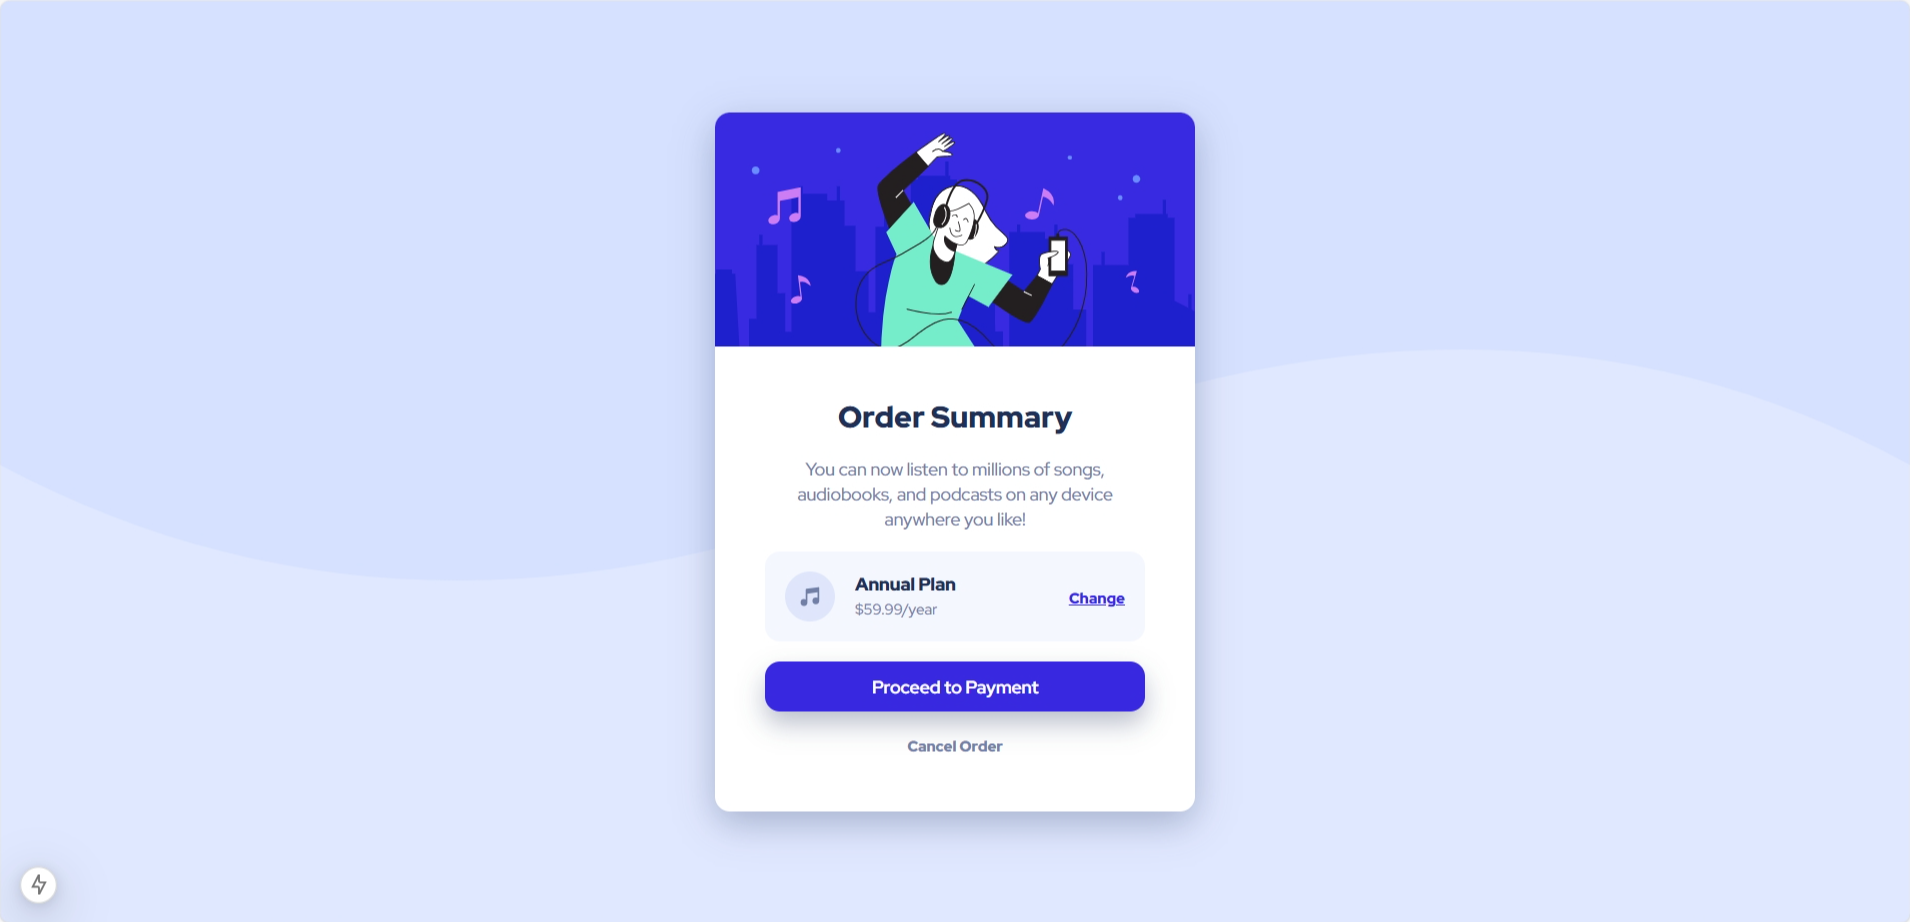 Order Summary
You can now listen to millions of songs,
audiobooks, and podcasts on any device
anywhere you like!
Annual Plan
$59.99/year
Change
Proceed to Payment
Cancel Order